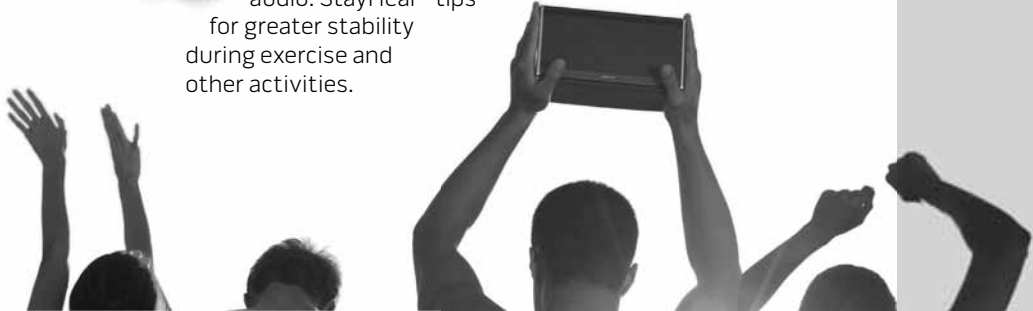 audio. StayHear tips
for greater stability
during exercise and
other activities.